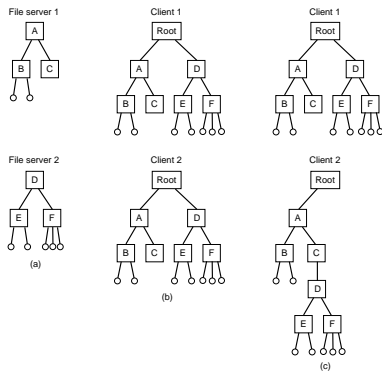 File server 1 Client 1 Client 1
A Root Root
B C A D A D
B C E F B C E F
File server 2 Client 2 Client 2
D Root Root
E F A D A
B C E F B C
(a)
D
(b)
E F
(c)